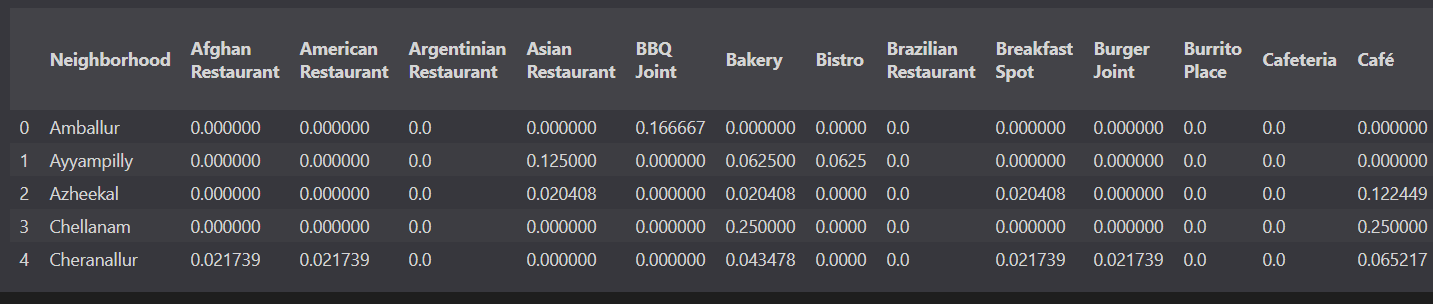 Neighborhood Afghan Restaurant American Restaurant Argentinian Restaurant Asian Restaurant BBQ Joint Bakery Bistro Brazilian Restaurant Breakfast Spot Burger Joint Burrito Place Cafeteria Café
0 Amballur 0.000000 0.000000 0.0 0.000000 0.166667 0.000000 0.0000 0.0 0.000000 0.000000 0.0 0.0 0.000000
1 Ayyampilly 0.000000 0.000000 0.0 0.125000 0.000000 0.062500 0.0625 0.0 0.000000 0.000000 0.0 0.0 0.000000
2 Azheekal 0.000000 0.000000 0.0 0.020408 0.000000 0.020408 0.0000 0.0 0.020408 0.000000 0.0 0.0 0.122449
3 Chellanam 0.000000 0.000000 0.0 0.000000 0.000000 0.250000 0.0000 0.0 0.000000 0.000000 0.0 0.0 0.250000
4 Cheranallur 0.021739 0.021739 0.0 0.000000 0.000000 0.043478 0.0000 0.0 0.021739 0.021739 0.0 0.0 0.065217